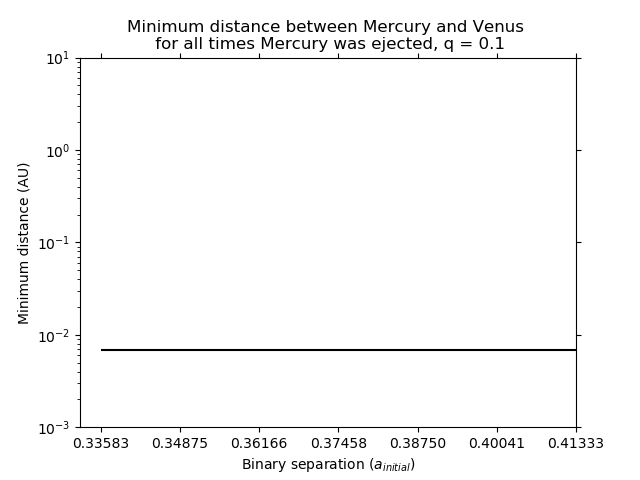 Minimum distance between Mercury and Venus
for all times Mercury was ejected, q = 0.1
10¹
10⁰
10⁻¹
10⁻²
10⁻³
Minimum distance (AU)
0.33583 0.34875 0.36166 0.37458 0.38750 0.40041 0.41333
Binary separation (a_initial)